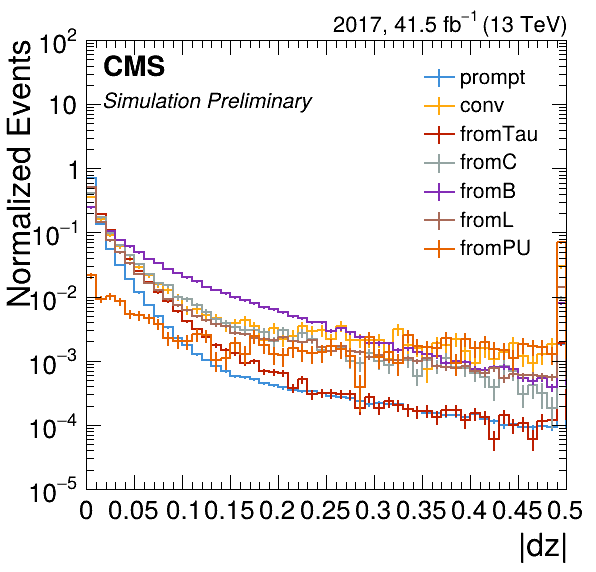 2017, 41.5 fb⁻¹ (13 TeV)
CMS
Simulation Preliminary
Normalized Events
10²
10
1
10⁻¹
10⁻²
10⁻³
10⁻⁴
10⁻⁵
prompt
conv
fromTau
fromC
fromB
fromL
fromPU
0 0.05 0.1 0.15 0.2 0.25 0.3 0.35 0.4 0.45 0.5
|dz|